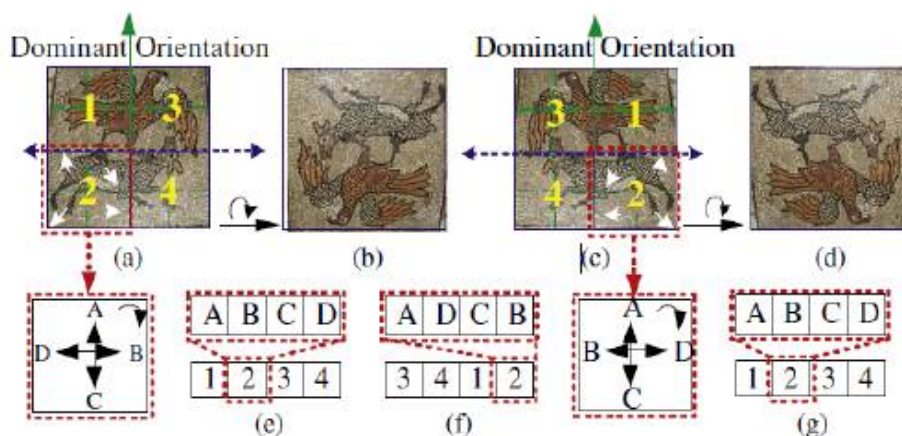 Dominant Orientation Dominant Orientation
1 3 3 1
2 4 4 2
(a) (b) (c) (d)
A B C D A D C B A B C D
A
D B
C
A
B D
C
1 2 3 4 3 4 1 2 1 2 3 4
(e) (f) (g)